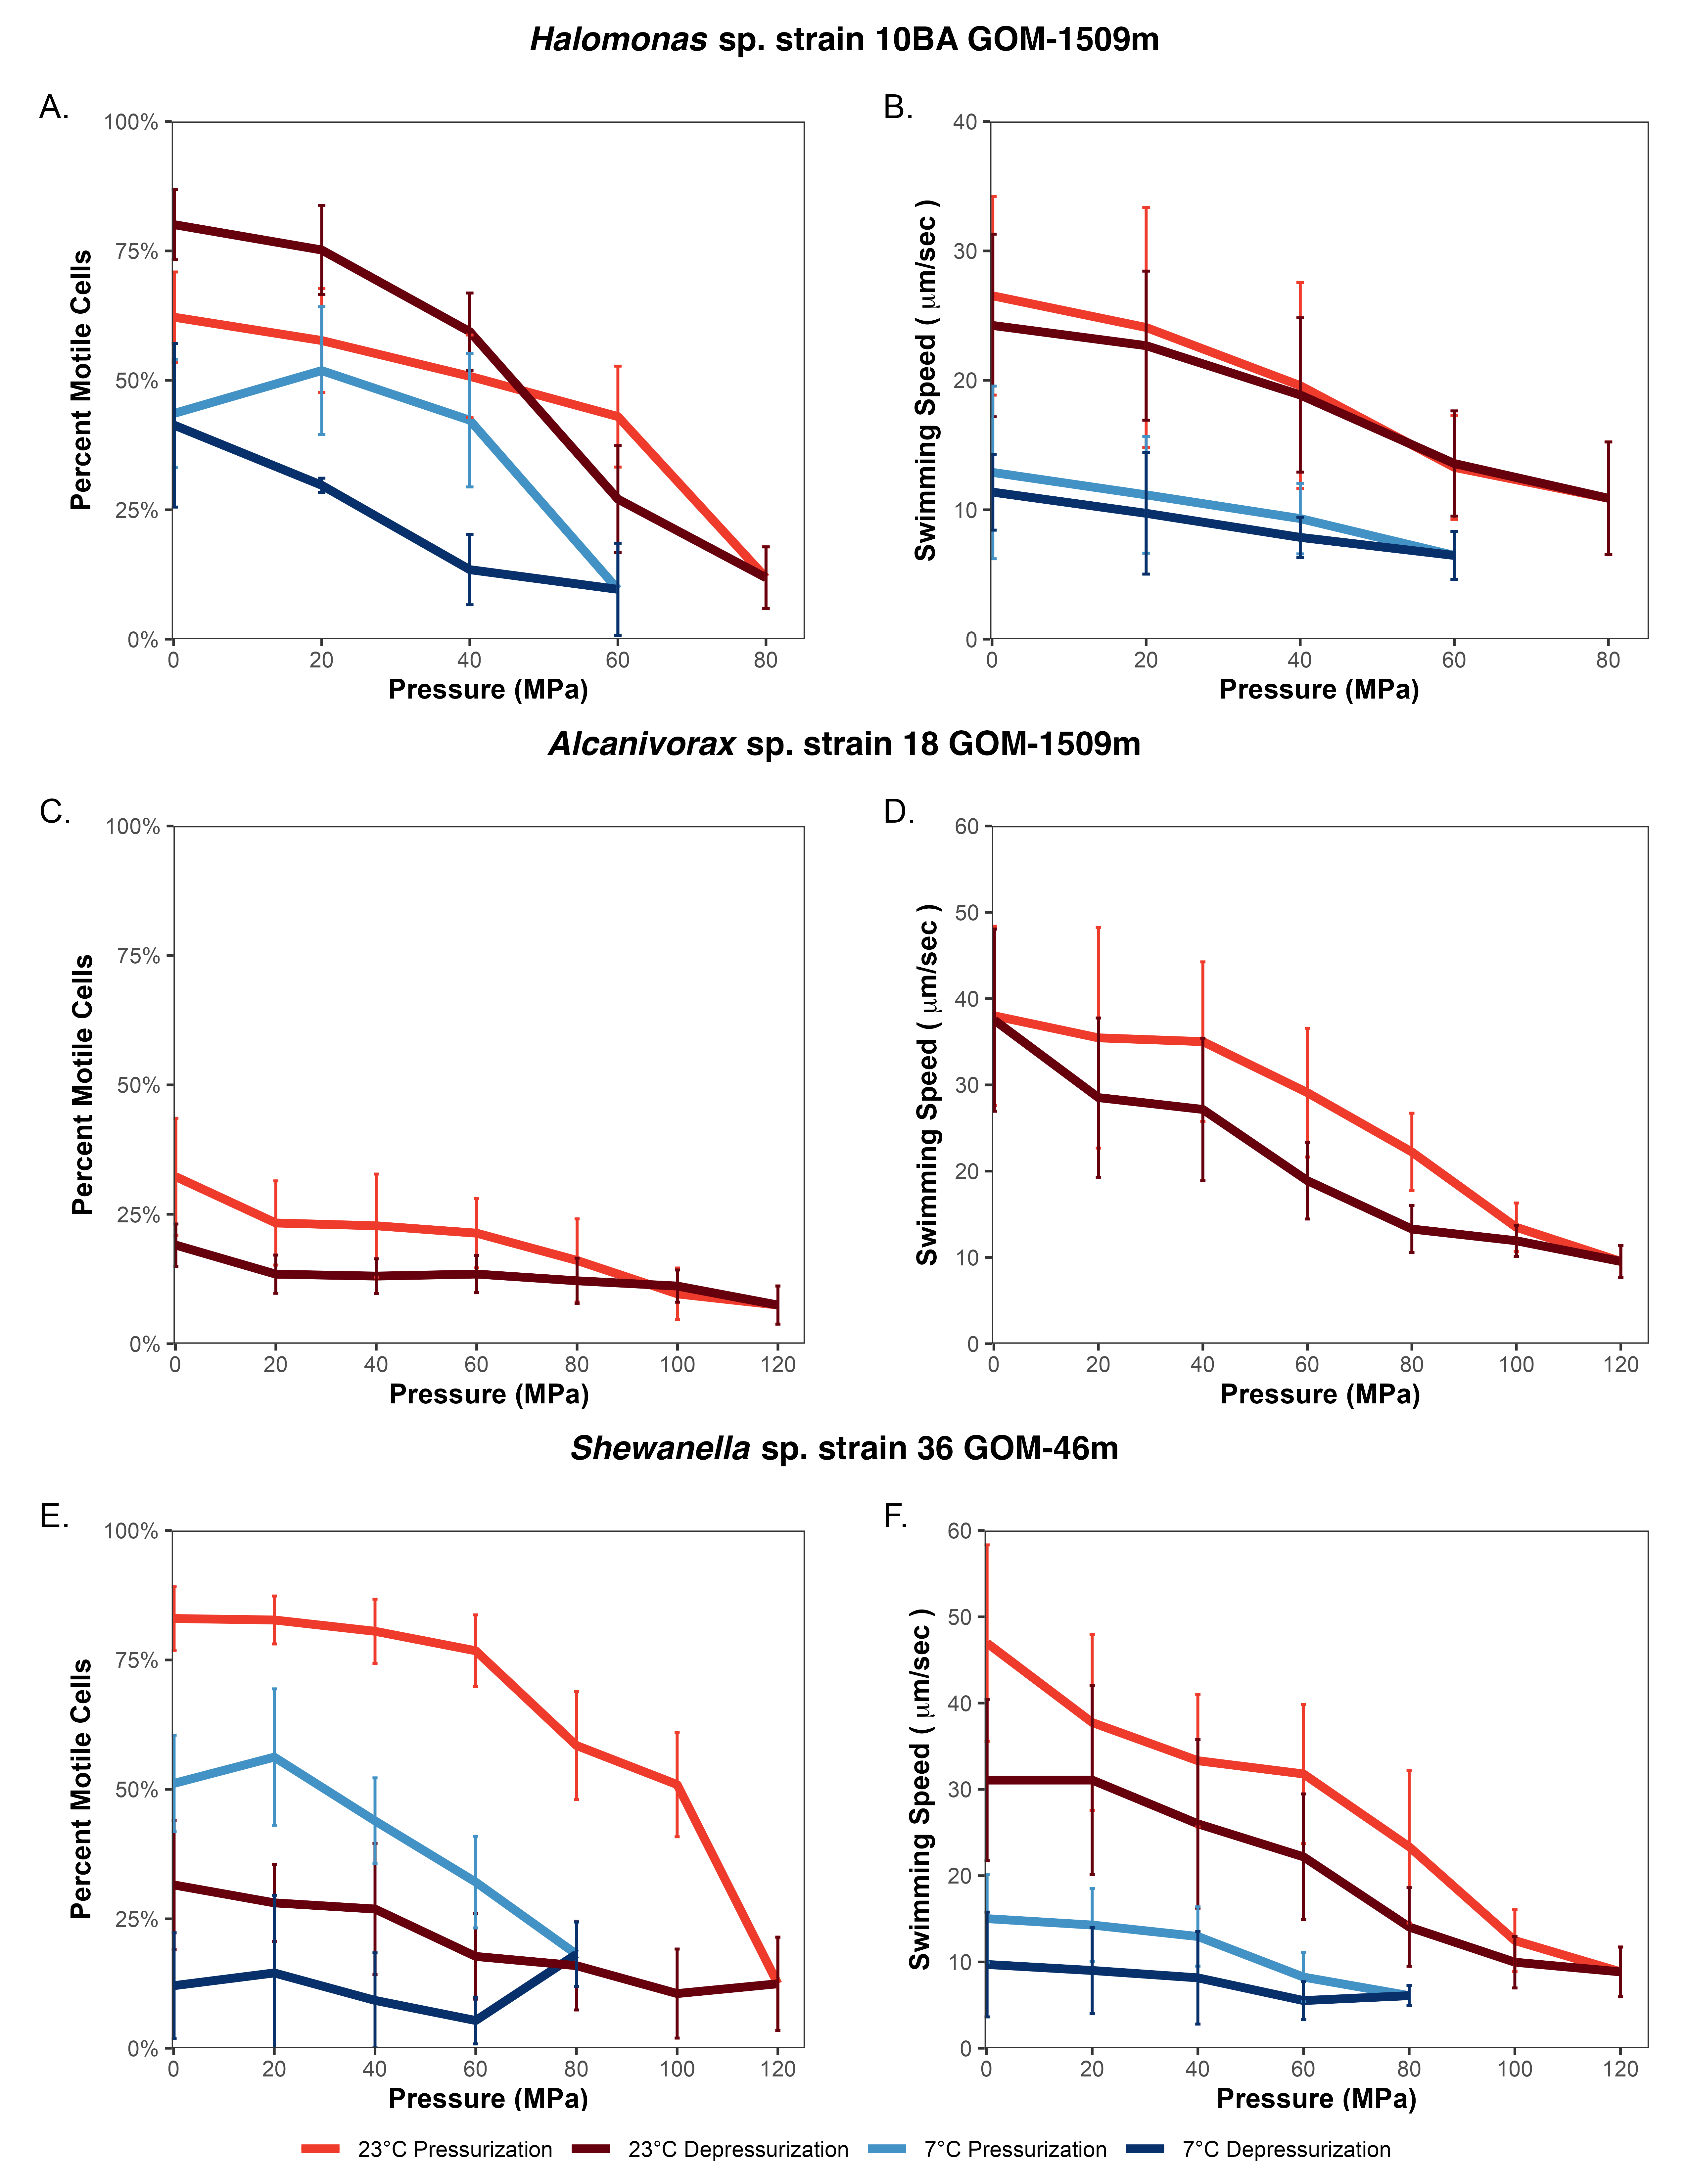 Halomonas sp. strain 10BA GOM-1509m
A.
100%
75%
50%
25%
0%
Percent Motile Cells
0 20 40 60 80
Pressure (MPa)
B.
40
30
20
10
0
Swimming Speed ( μm/sec )
0 20 40 60 80
Pressure (MPa)
Alcanivorax sp. strain 18 GOM-1509m
C.
100%
75%
50%
25%
0%
Percent Motile Cells
0 20 40 60 80 100 120
Pressure (MPa)
D.
60
50
40
30
20
10
0
Swimming Speed ( μm/sec )
0 20 40 60 80 100 120
Pressure (MPa)
Shewanella sp. strain 36 GOM-46m
E.
100%
75%
50%
25%
0%
Percent Motile Cells
0 20 40 60 80 100 120
Pressure (MPa)
F.
60
50
40
30
20
10
0
Swimming Speed ( μm/sec )
0 20 40 60 80 100 120
Pressure (MPa)
23°C Pressurization 23°C Depressurization 7°C Pressurization 7°C Depressurization